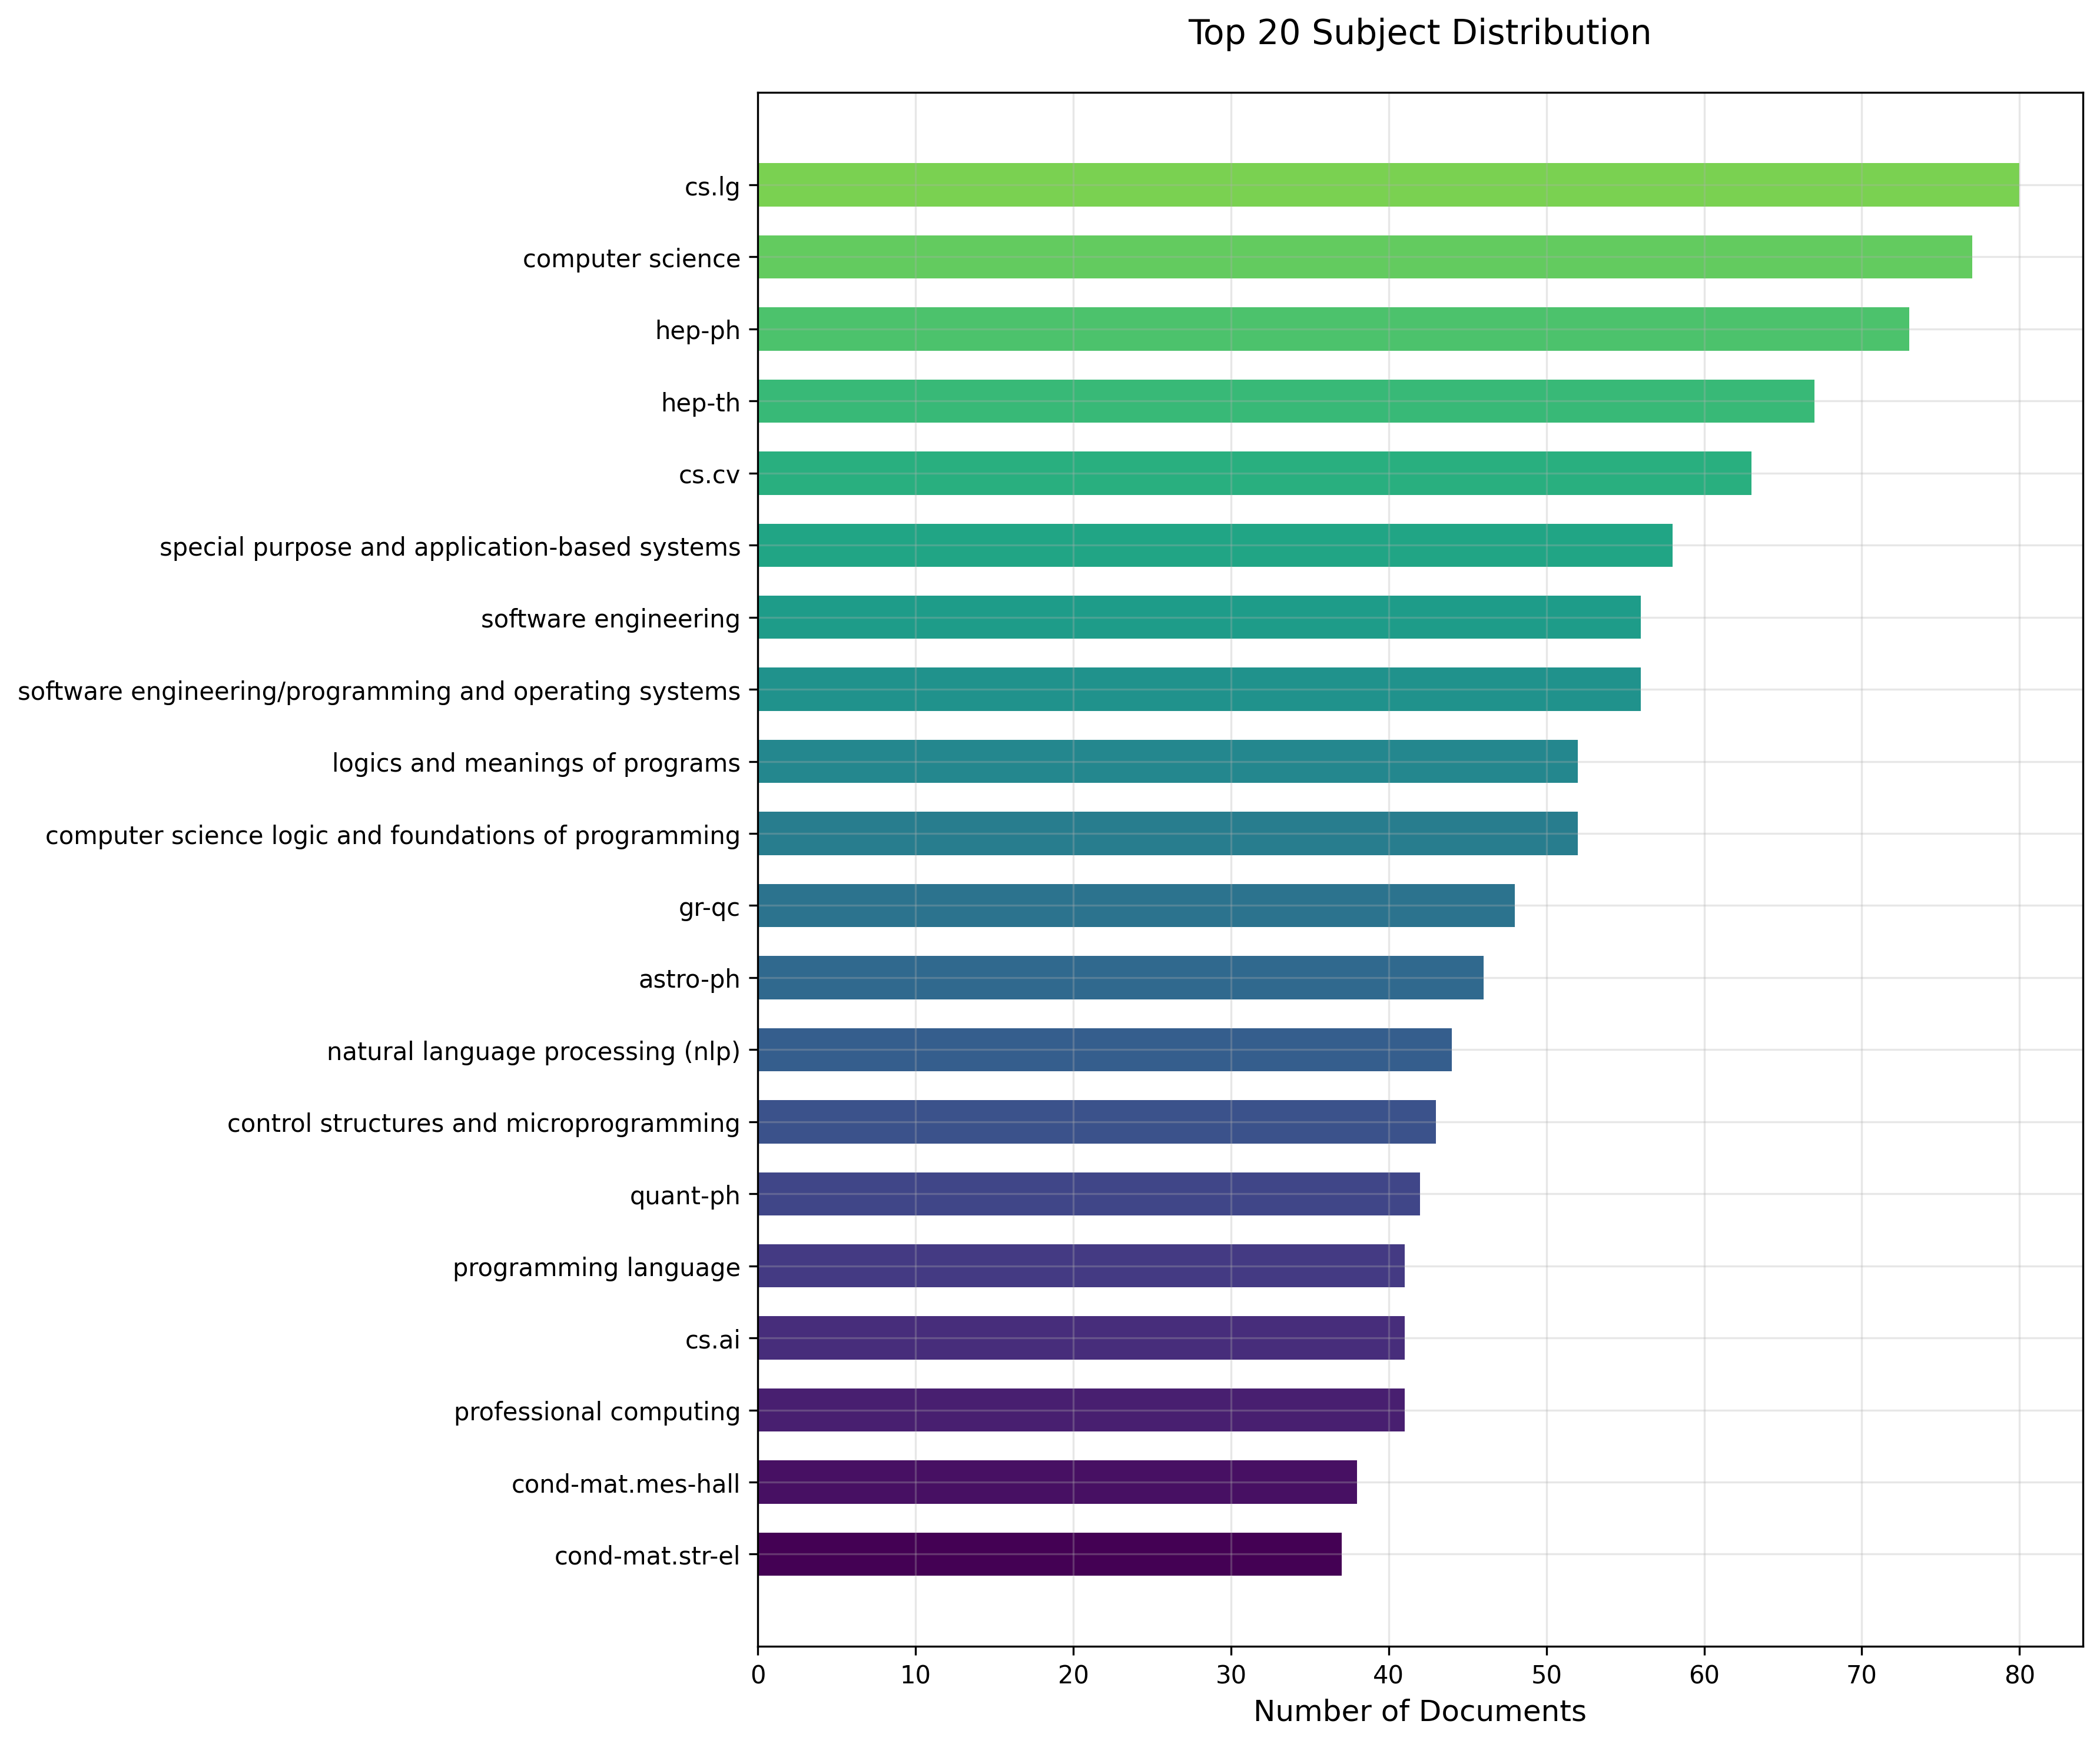 Top 20 Subject Distribution
cs.lg
computer science
hep-ph
hep-th
cs.cv
special purpose and application-based systems
software engineering
software engineering/programming and operating systems
logics and meanings of programs
computer science logic and foundations of programming
gr-qc
astro-ph
natural language processing (nlp)
control structures and microprogramming
quant-ph
programming language
cs.ai
professional computing
cond-mat.mes-hall
cond-mat.str-el
0 10 20 30 40 50 60 70 80
Number of Documents